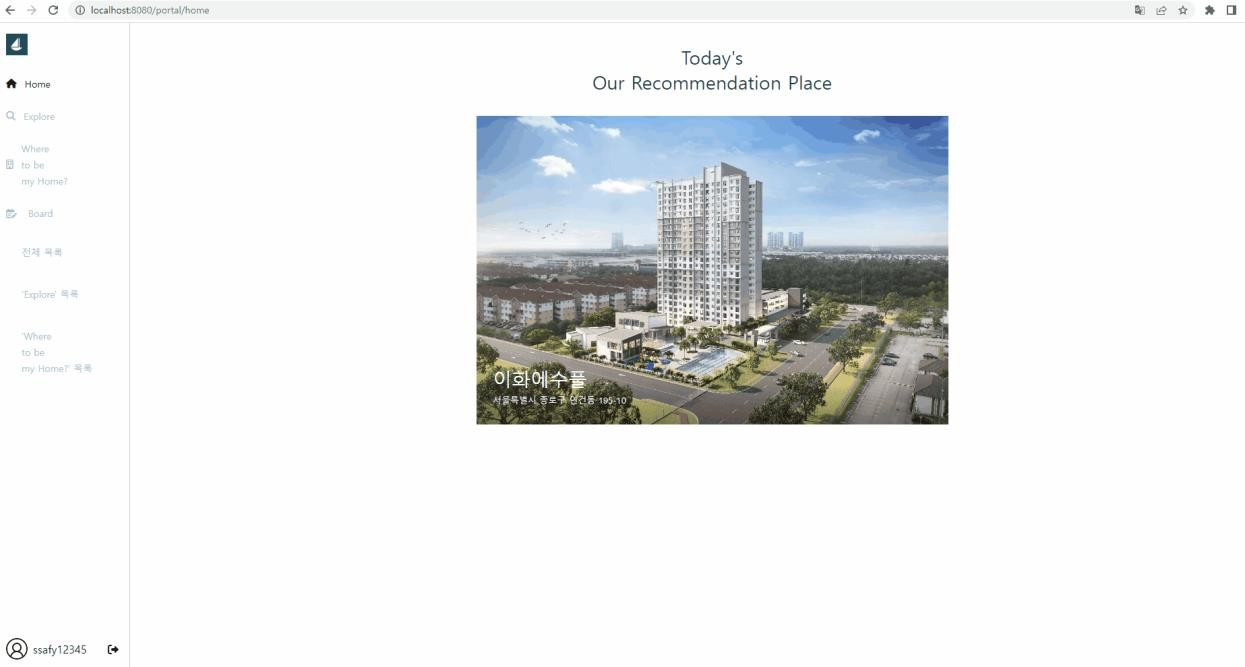 localhost:8080/portal/home
Home
Explore
Where
to be
my Home?
Board
전체 목록
'Explore' 목록
'Where
to be
my Home?' 목록
ssafy12345
Today's
Our Recommendation Place
이화에수풀
서울특별시 종로구 연건동 195-10